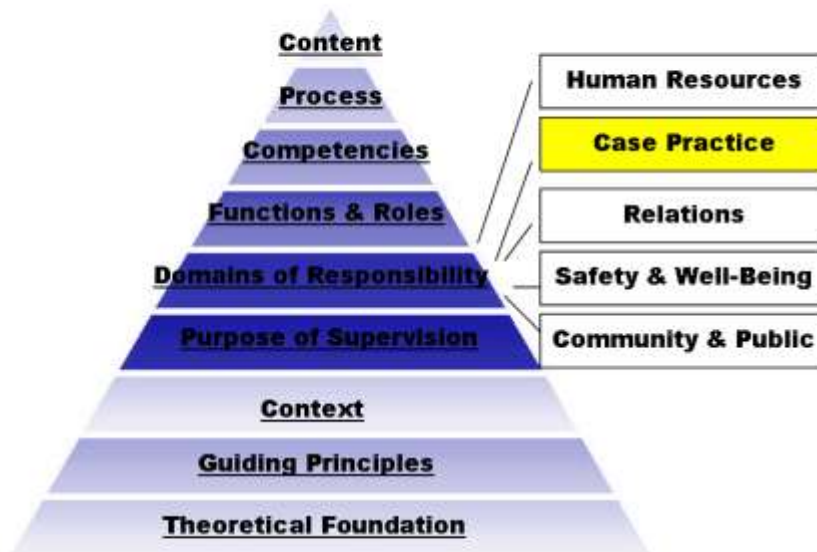 Content
Process
Competencies
Functions & Roles
Domains of Responsibility
Purpose of Supervision
Context
Guiding Principles
Theoretical Foundation
Human Resources
Case Practice
Relations
Safety & Well-Being
Community & Public